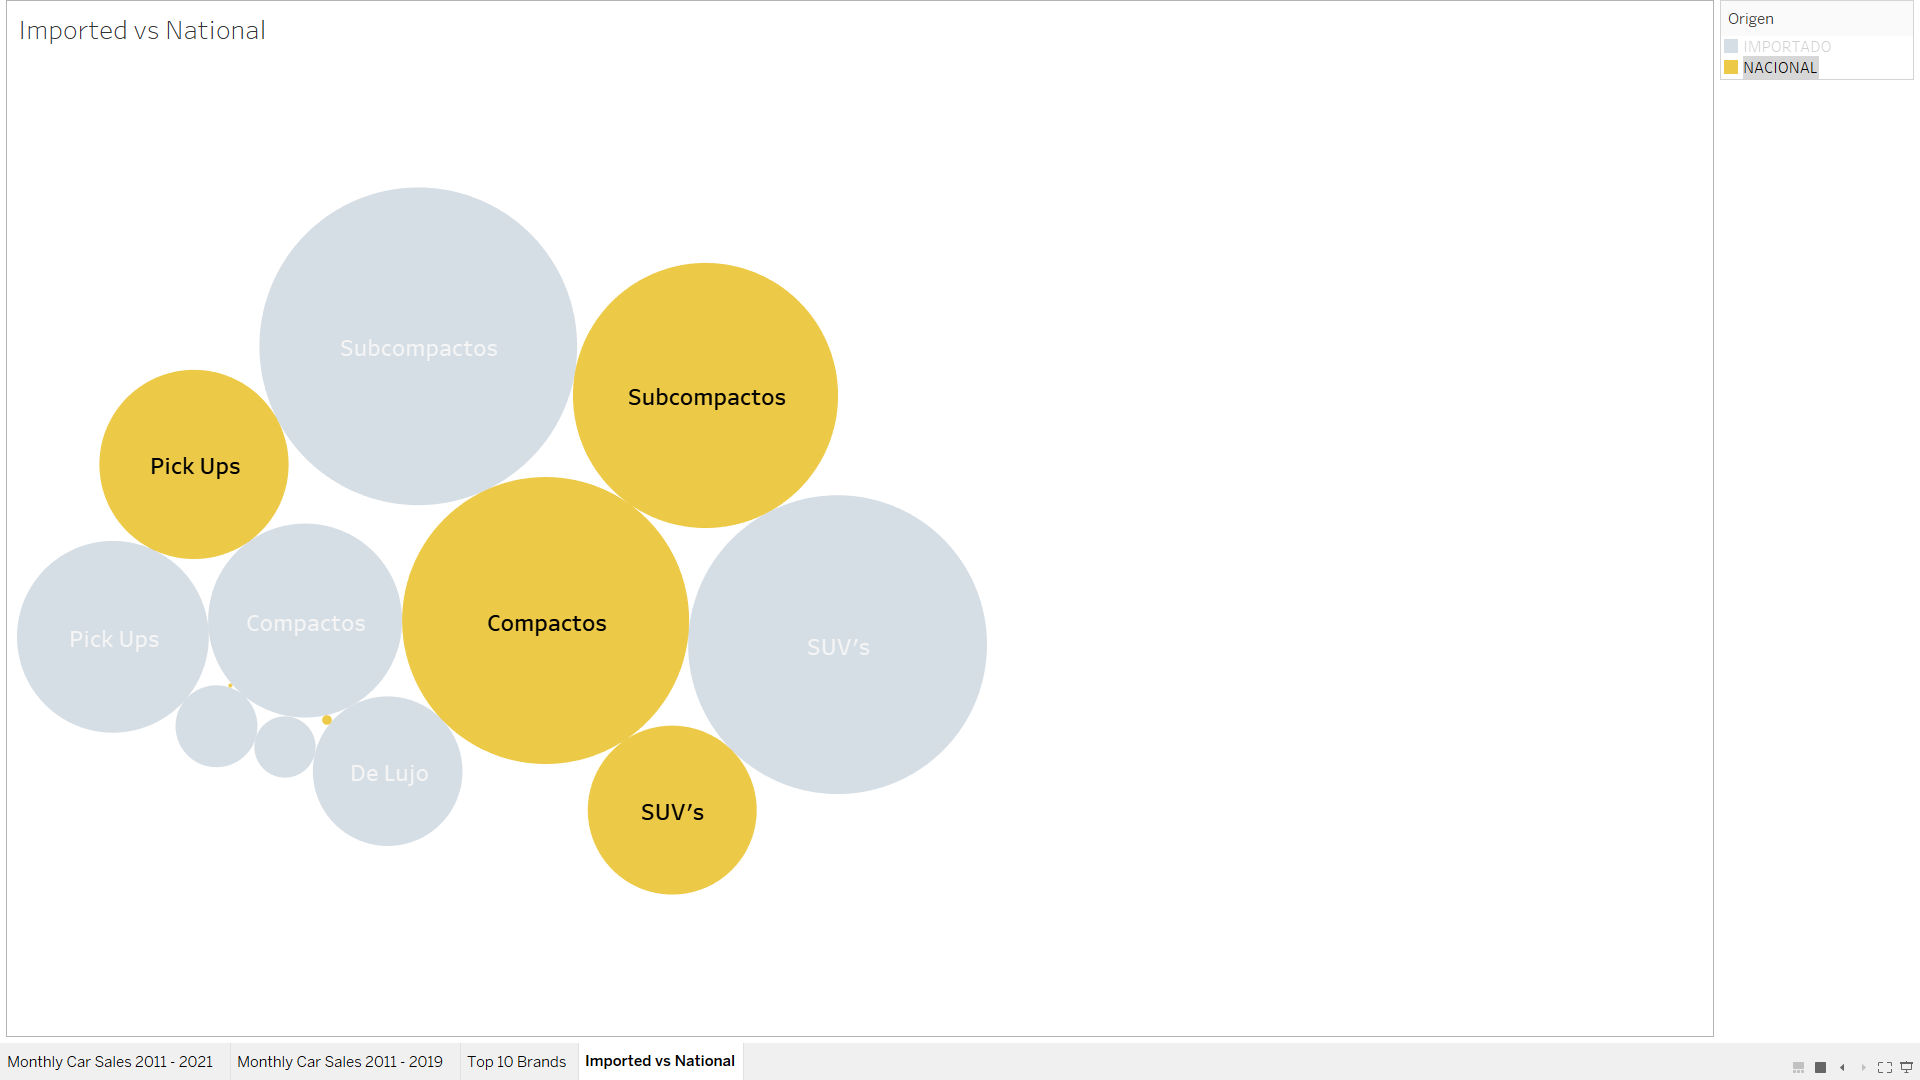 Imported vs National
Origen
IMPORTADO
NACIONAL
Subcompactos
Subcompactos
Pick Ups
Compactos
Compactos
Pick Ups
SUV's
De Lujo
SUV's
Monthly Car Sales 2011 - 2021
Monthly Car Sales 2011 - 2019
Top 10 Brands
Imported vs National